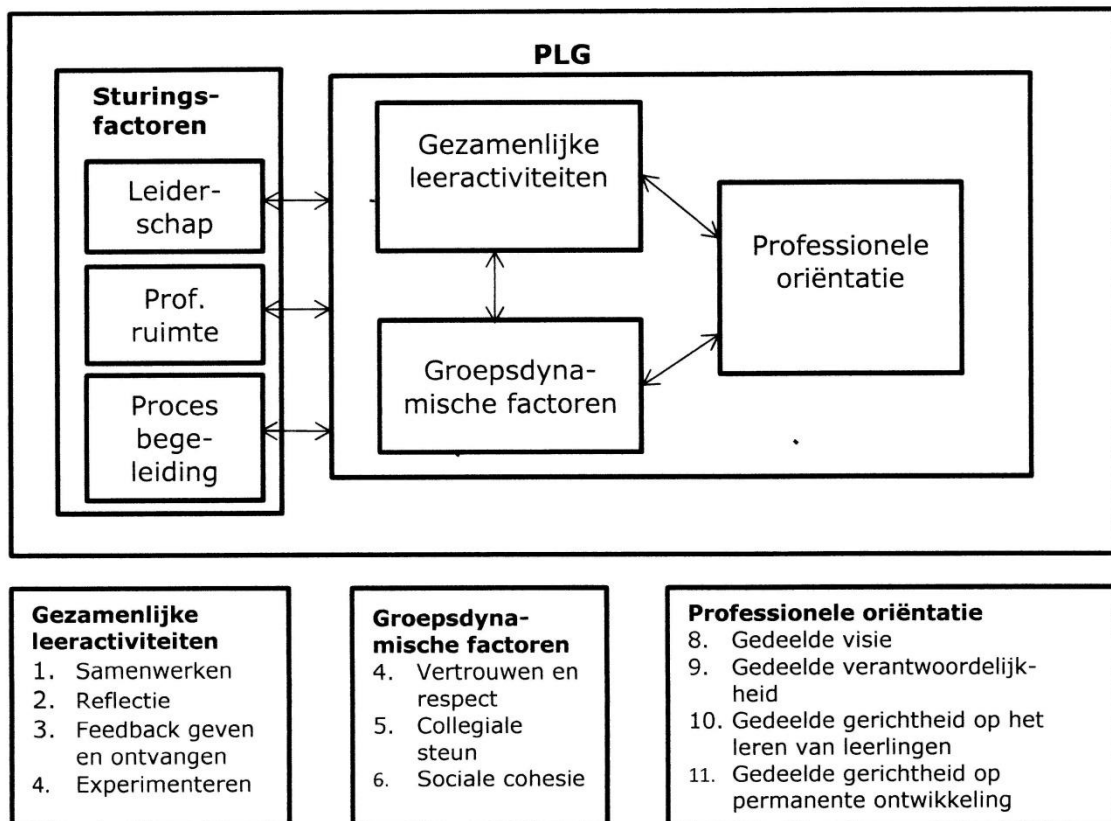 PLG
Sturings-
factoren
Leider-
schap
Prof.
ruimte
Proces
bege-
leiding
Gezamenlijke
leeractiviteiten
Groepsdyna-
mische factoren
Professionele
oriëntatie
Gezamenlijke
leeractiviteiten
1. Samenwerken
2. Reflectie
3. Feedback geven
en ontvangen
4. Experimenteren
Groepsdyna-
mische factoren
4. Vertrouwen en
respect
5. Collegiale
steun
6. Sociale cohesie
Professionele oriëntatie
8. Gedeelde visie
9. Gedeelde verantwoordelijk-
heid
10. Gedeelde gerichtheid op het
leren van leerlingen
11. Gedeelde gerichtheid op
permanente ontwikkeling